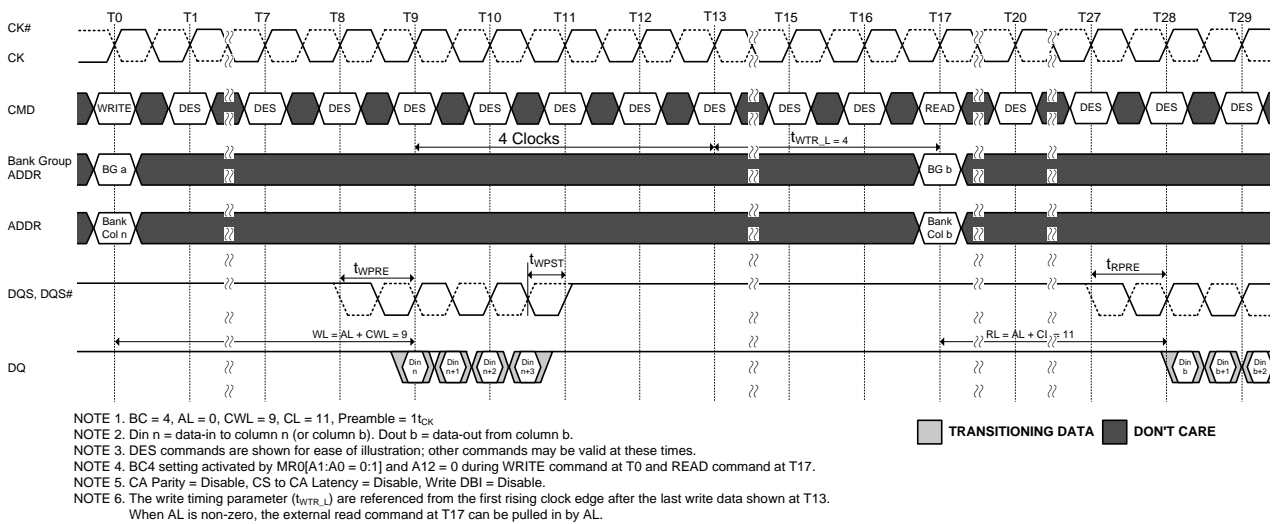 T0 T1 T7 T8 T9 T10 T11 T12 T13 T15 T16 T17 T20 T27 T28 T29
CK#
CK
CMD WRITE DES DES DES DES DES DES DES DES DES DES READ DES DES DES DES
4 Clocks tWTR_L = 4
Bank Group
ADDR
BG a BG b
ADDR
Bank
Col n
Bank
Col b
tWPRE tWPST tRPRE
DQS, DQS#
WL = AL + CWL = 9 RL = AL + CL = 11
DQ
Din
n
Din
n+1
Din
n+2
Din
n+3
Din
b
Din
b+1
Din
b+2
NOTE 1. BC = 4, AL = 0, CWL = 9, CL = 11, Preamble = 1tCK
NOTE 2. Din n = data-in to column n (or column b). Dout b = data-out from column b.
NOTE 3. DES commands are shown for ease of illustration; other commands may be valid at these times.
NOTE 4. BC4 setting activated by MR0[A1:A0 = 0:1] and A12 = 0 during WRITE command at T0 and READ command at T17.
NOTE 5. CA Parity = Disable, CS to CA Latency = Disable, Write DBI = Disable.
NOTE 6. The write timing parameter (tWTR_L) are referenced from the first rising clock edge after the last write data shown at T13.
When AL is non-zero, the external read command at T17 can be pulled in by AL.
TRANSITIONING DATA DON'T CARE